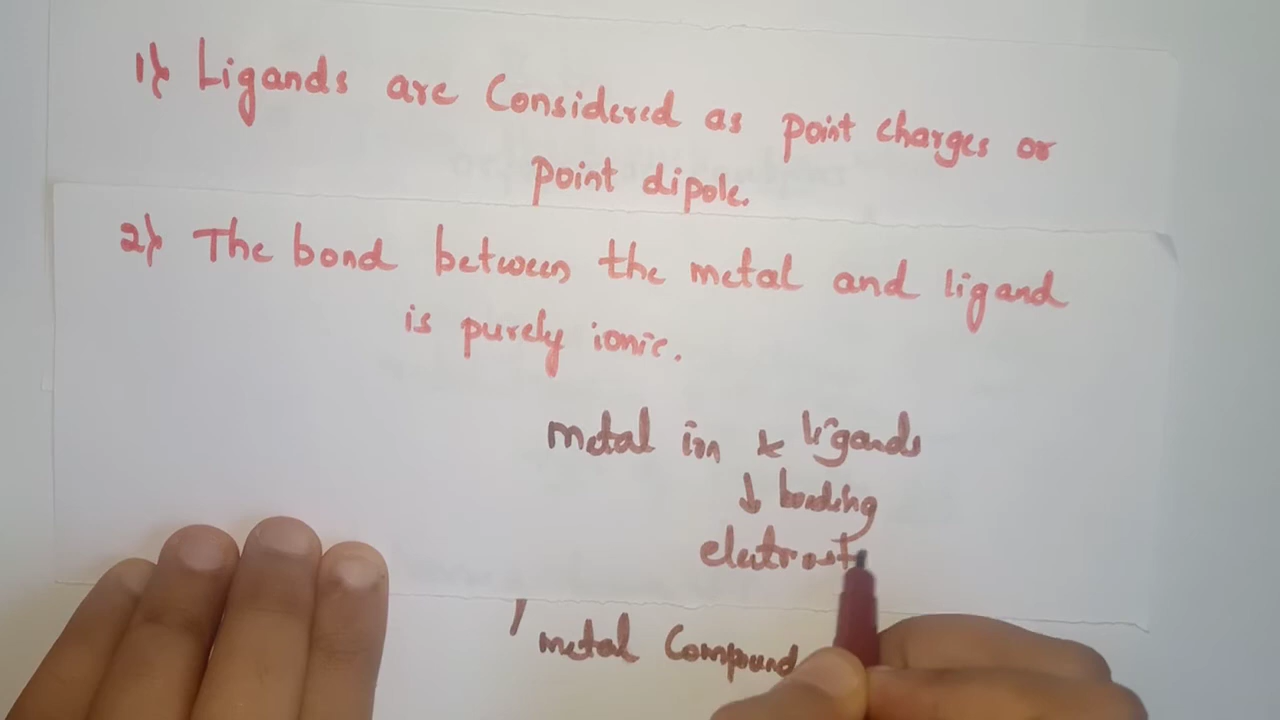 1) Ligands are Considered as point charges or
point dipole.
2) The bond between the metal and ligand
is purely ionic.
metal ion & ligands
↓ bonding
electrost
metal Compound